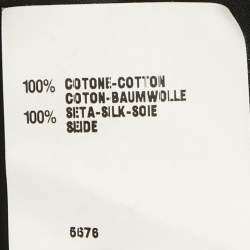 100% COTONE-COTTON
COTON-BAUMWOLLE
100% SETA-SILK-SOIE
SEIDE
5676